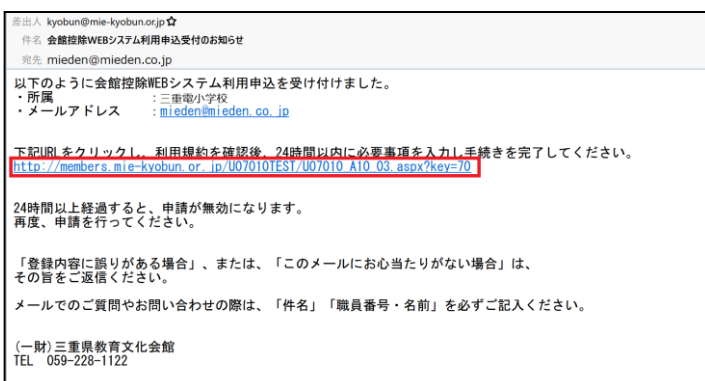 差出人 kyobun@mie-kyobun.or.jp☆
件名 会館控除WEBシステム利用申込受付のお知らせ
宛先 mieden@mieden.co.jp
以下のように会館控除WEBシステム利用申込を受け付けました。
・所属 : 三重電小学校
・メールアドレス : mieden@mieden.co.jp
下記URLをクリックし、利用規約を確認後、24時間以内に必要事項を入力し手続きを完了してください。
http://members.mie-kyobun.or.jp/U07010TEST/U07010_A10_03.aspx?key=70
24時間以上経過すると、申請が無効になります。
再度、申請を行ってください。
「登録内容に誤りがある場合」、または、「このメールにお心当たりがない場合」は、
その旨をご返信ください。
メールでのご質問やお問い合わせの際は、「件名」「職員番号・名前」を必ずご記入ください。
(一財)三重県教育文化会館
TEL 059-228-1122